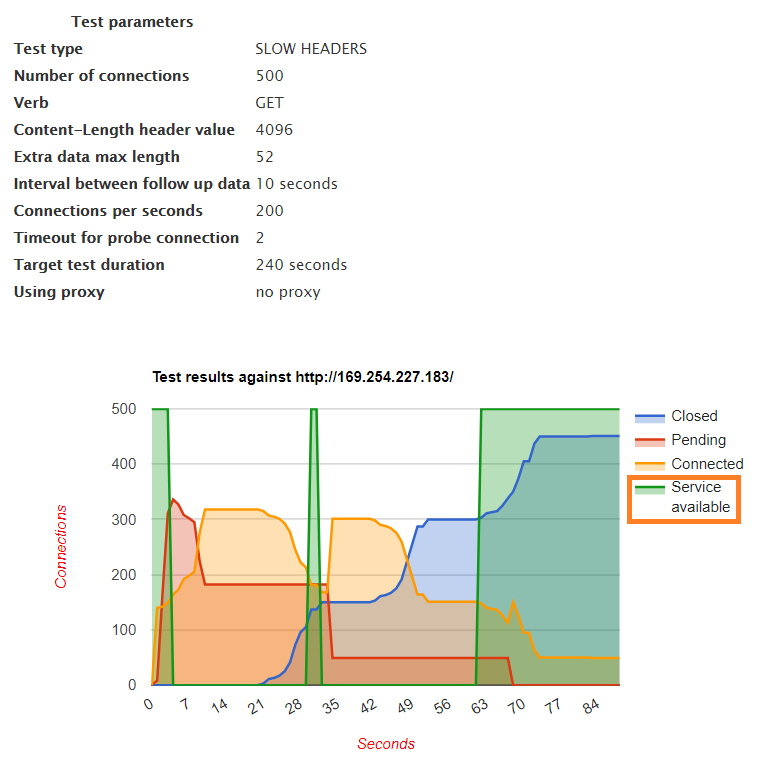 Test parameters
Test type SLOW HEADERS
Number of connections 500
Verb GET
Content-Length header value 4096
Extra data max length 52
Interval between follow up data 10 seconds
Connections per seconds 200
Timeout for probe connection 2
Target test duration 240 seconds
Using proxy no proxy
Test results against http://169.254.227.183/
500
400
300
200
100
0
Connections
0 7 14 21 28 35 42 49 56 63 70 77 84
Seconds
Closed
Pending
Connected
Service
available